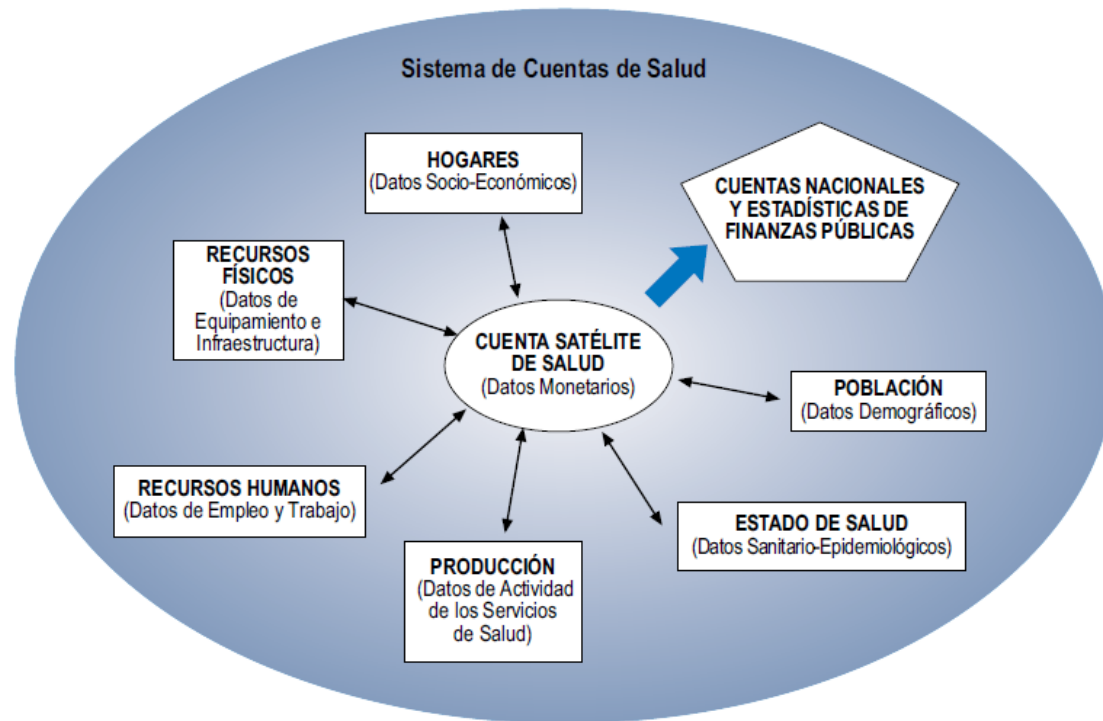 Sistema de Cuentas de Salud
HOGARES
(Datos Socio-Económicos)
CUENTAS NACIONALES
Y ESTADÍSTICAS DE
FINANZAS PÚBLICAS
RECURSOS
FÍSICOS
(Datos de
Equipamiento e
Infraestructura)
CUENTA SATÉLITE
DE SALUD
(Datos Monetarios)
POBLACIÓN
(Datos Demográficos)
RECURSOS HUMANOS
(Datos de Empleo y Trabajo)
ESTADO DE SALUD
(Datos Sanitario-Epidemiológicos)
PRODUCCIÓN
(Datos de Actividad
de los Servicios
de Salud)